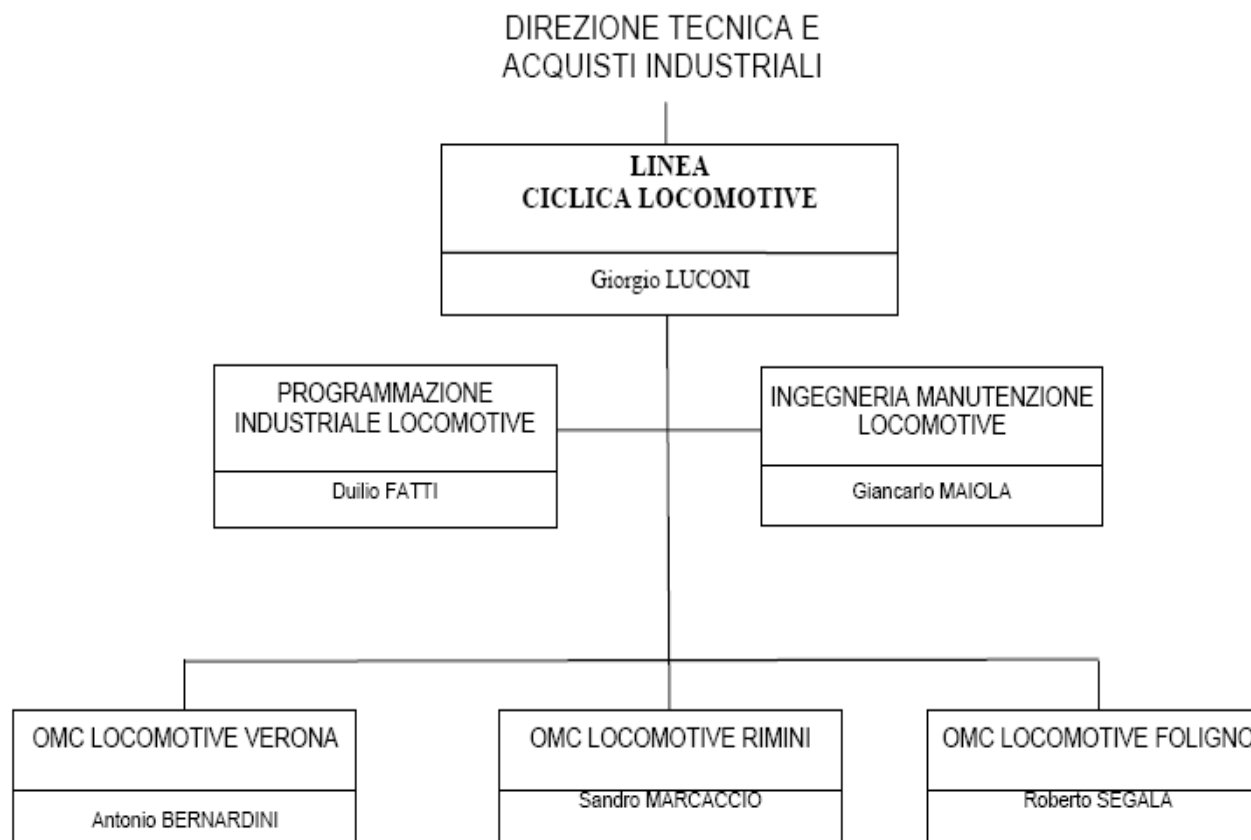 DIREZIONE TECNICA E
ACQUISTI INDUSTRIALI
LINEA
CICLICA LOCOMOTIVE
Giorgio LUCONI
PROGRAMMAZIONE
INDUSTRIALE LOCOMOTIVE
Duilio FATTI
INGEGNERIA MANUTENZIONE
LOCOMOTIVE
Giancarlo MAIOLA
OMC LOCOMOTIVE VERONA
Antonio BERNARDINI
OMC LOCOMOTIVE RIMINI
Sandro MARCACCIO
OMC LOCOMOTIVE FOLIGNO
Roberto SEGALA